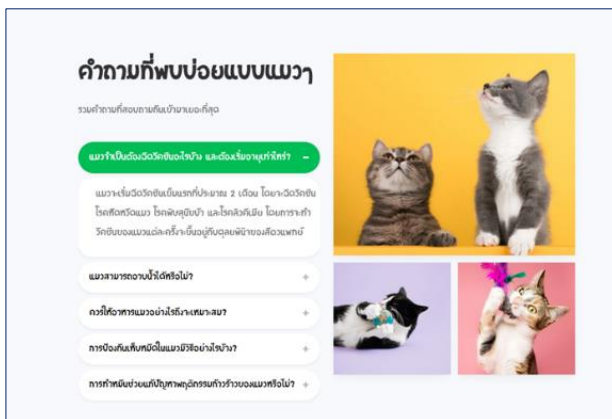 คำถามที่พบบ่อยแบบแมวๆ
รวมคำถามที่สอบถามกันเข้ามาเยอะที่สุด
แมวจำเป็นต้องฉีดวัคซีนอะไรบ้าง และต้องเริ่มอายุเท่าไหร่? −
แมวจะเริ่มฉีดวัคซีนเข็มแรกที่ประมาณ 2 เดือน โดยจะฉีดวัคซีน
โรคหัดหวัดแมว โรคพิษสุนัขบ้า และโรคลิวคีเมีย โดยการจะทำ
วัคซีนของแมวแต่ละครั้งจะขึ้นอยู่กับดุลยพินิจของสัตวแพทย์
แมวสามารถอาบน้ำได้หรือไม่? +
ควรให้อาหารแมวอย่างไรถึงจะเหมาะสม? +
การป้องกันเห็บหมัดในแมวมีวิธีอย่างไรบ้าง? +
การทำหมันช่วยแก้ปัญหาพฤติกรรมก้าวร้าวของแมวหรือไม่? +